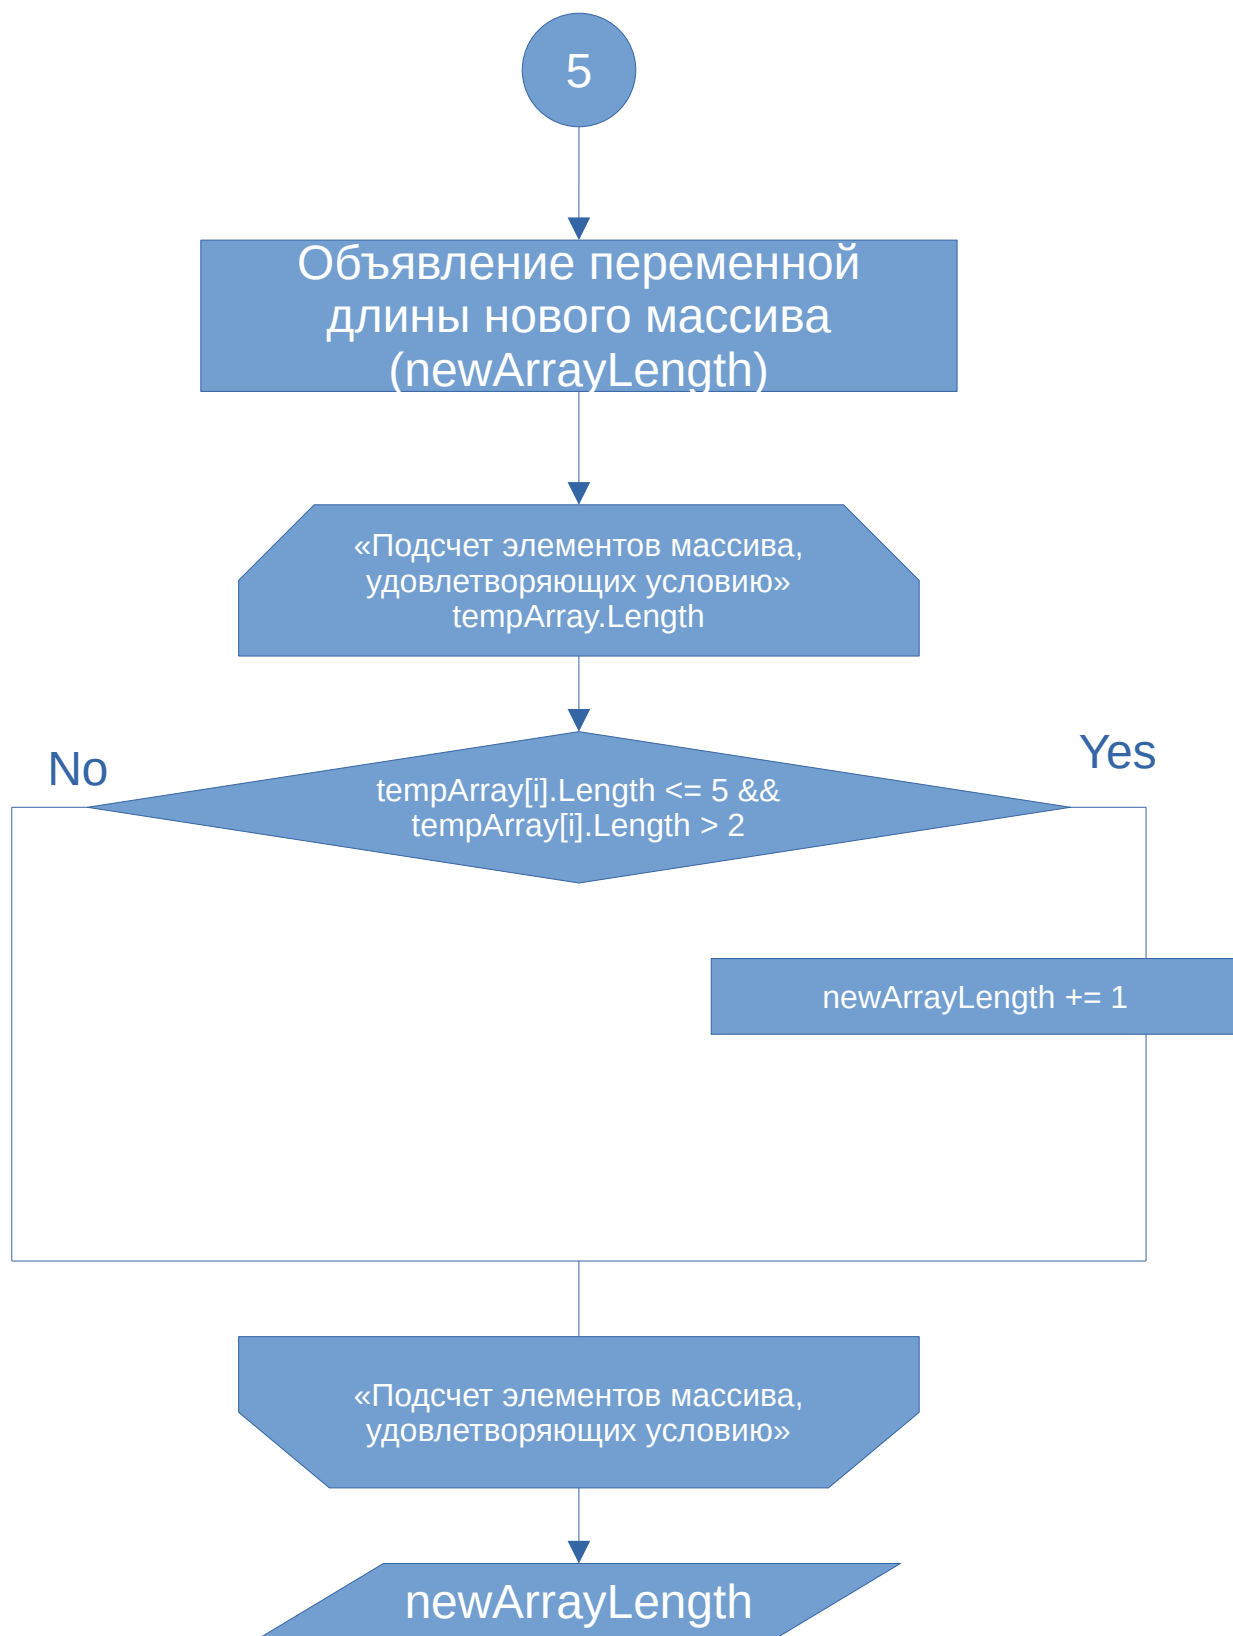 5
Объявление переменной
длины нового массива
(newArrayLength)
«Подсчет элементов массива,
удовлетворяющих условию»
tempArray.Length
No
Yes
tempArray[i].Length <= 5 &&
tempArray[i].Length > 2
newArrayLength += 1
«Подсчет элементов массива,
удовлетворяющих условию»
newArrayLength